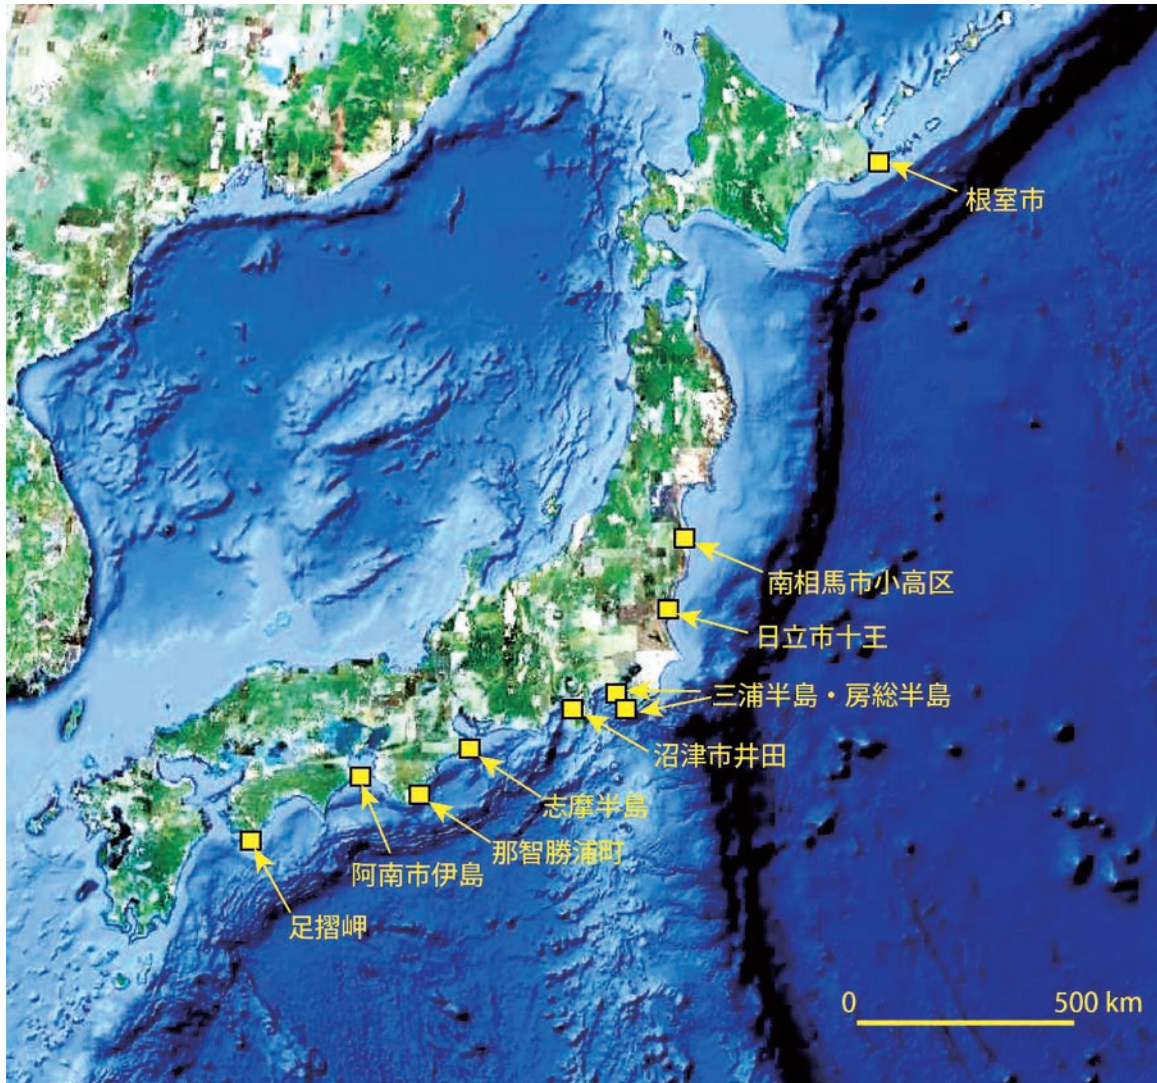 根室市
南相馬市小高区
日立市十王
三浦半島・房総半島
沼津市井田
志摩半島
那智勝浦町
阿南市伊島
足摺岬
0 500 km